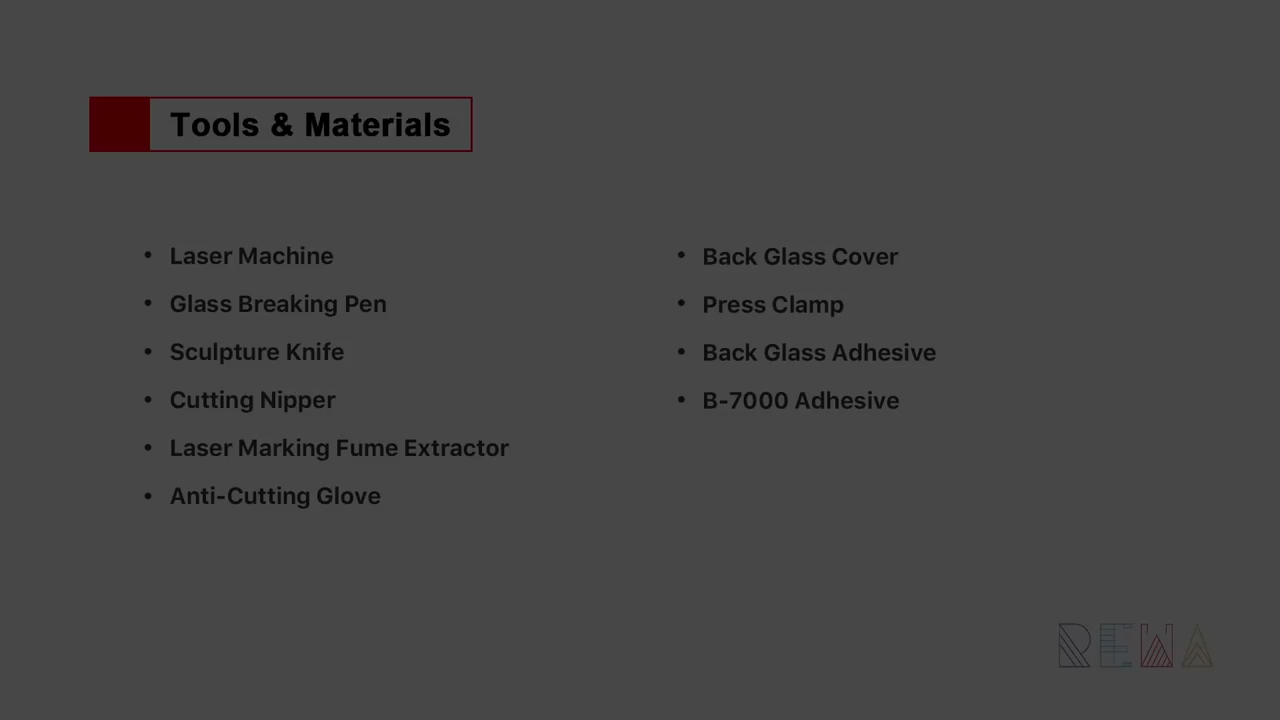 Tools & Materials
• Laser Machine
• Glass Breaking Pen
• Sculpture Knife
• Cutting Nipper
• Laser Marking Fume Extractor
• Anti-Cutting Glove
• Back Glass Cover
• Press Clamp
• Back Glass Adhesive
• B-7000 Adhesive
REWA